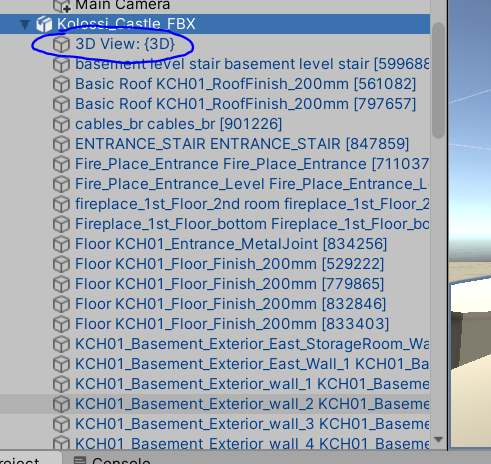 Main Camera
Kolossi_Castle_FBX
3D View: {3D}
basement level stair basement level stair [599688
Basic Roof KCH01_RoofFinish_200mm [561082]
Basic Roof KCH01_RoofFinish_200mm [797657]
cables_br cables_br [901226]
ENTRANCE_STAIR ENTRANCE_STAIR [847859]
Fire_Place_Entrance Fire_Place_Entrance [711037
Fire_Place_Entrance_Level Fire_Place_Entrance_L
fireplace_1st_Floor_2nd room fireplace_1st_Floor_2
Fireplace_1st_Floor_bottom Fireplace_1st_Floor_bo
Floor KCH01_Entrance_MetalJoint [834256]
Floor KCH01_Floor_Finish_200mm [529222]
Floor KCH01_Floor_Finish_200mm [779865]
Floor KCH01_Floor_Finish_200mm [832846]
Floor KCH01_Floor_Finish_200mm [833403]
KCH01_Basement_Exterior_East_StorageRoom_Wa
KCH01_Basement_Exterior_East_Wall_1 KCH01_Ba
KCH01_Basement_Exterior_wall_1 KCH01_Baseme
KCH01_Basement_Exterior_wall_2 KCH01_Baseme
KCH01_Basement_Exterior_wall_3 KCH01_Baseme
KCH01_Basement_Exterior_wall_4 KCH01_Baseme
roject
Console